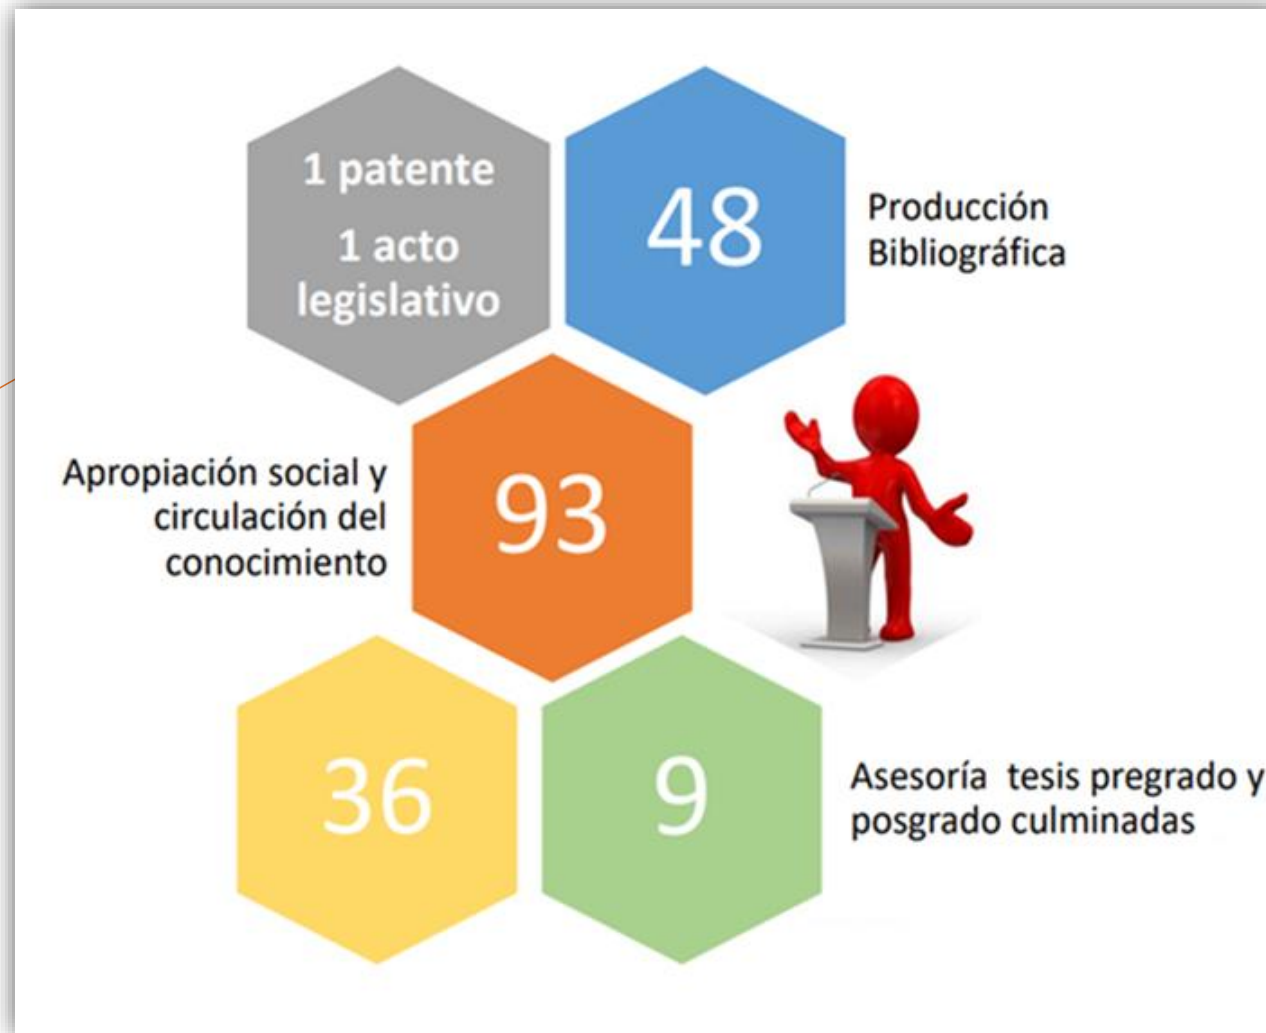 1 patente
1 acto
legislativo
48
Producción
Bibliográfica
Apropiación social y
circulación del
conocimiento
93
36
9
Asesoría tesis pregrado y
posgrado culminadas